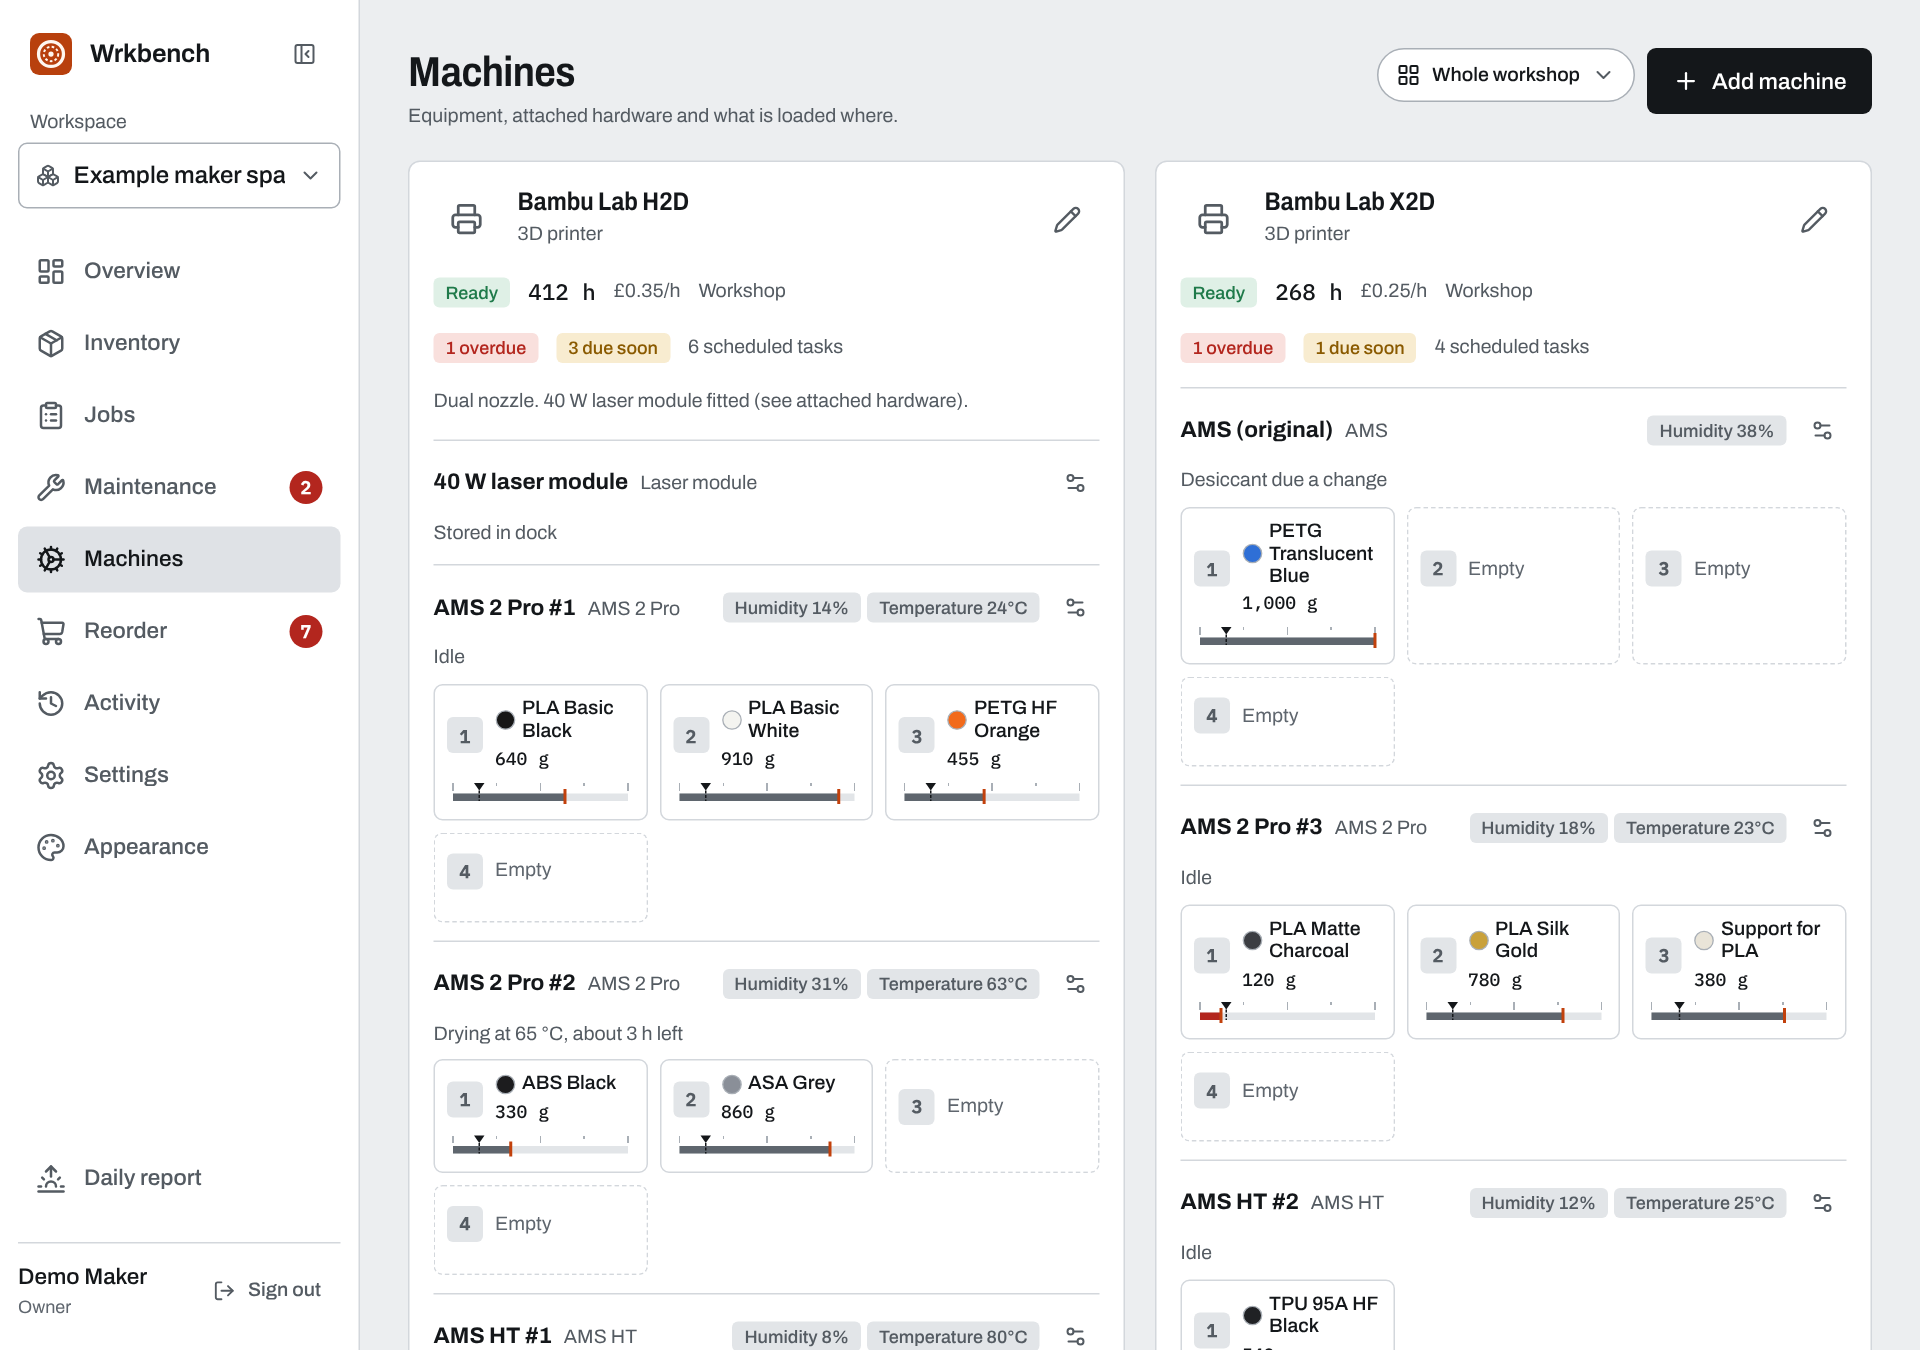 Wrkbench
Workspace
Example maker spa
Overview
Inventory
Jobs
Maintenance 2
Machines
Reorder 7
Activity
Settings
Appearance
Daily report
Demo Maker
Owner
Sign out
Machines
Equipment, attached hardware and what is loaded where.
Whole workshop
Add machine
Bambu Lab H2D
3D printer
Ready 412 h £0.35/h Workshop
1 overdue 3 due soon 6 scheduled tasks
Dual nozzle. 40 W laser module fitted (see attached hardware).
40 W laser module Laser module
Stored in dock
AMS 2 Pro #1 AMS 2 Pro Humidity 14% Temperature 24°C
Idle
1 PLA Basic
Black
640 g
2 PLA Basic
White
910 g
3 PETG HF
Orange
455 g
4 Empty
AMS 2 Pro #2 AMS 2 Pro Humidity 31% Temperature 63°C
Drying at 65 °C, about 3 h left
1 ABS Black
330 g
2 ASA Grey
860 g
3 Empty
4 Empty
AMS HT #1 AMS HT Humidity 8% Temperature 80°C
Bambu Lab X2D
3D printer
Ready 268 h £0.25/h Workshop
1 overdue 1 due soon 4 scheduled tasks
AMS (original) AMS Humidity 38%
Desiccant due a change
1 PETG
Translucent
Blue
1,000 g
2 Empty
3 Empty
4 Empty
AMS 2 Pro #3 AMS 2 Pro Humidity 18% Temperature 23°C
Idle
1 PLA Matte
Charcoal
120 g
2 PLA Silk
Gold
780 g
3 Support for
PLA
380 g
4 Empty
AMS HT #2 AMS HT Humidity 12% Temperature 25°C
Idle
1 TPU 95A HF
Black